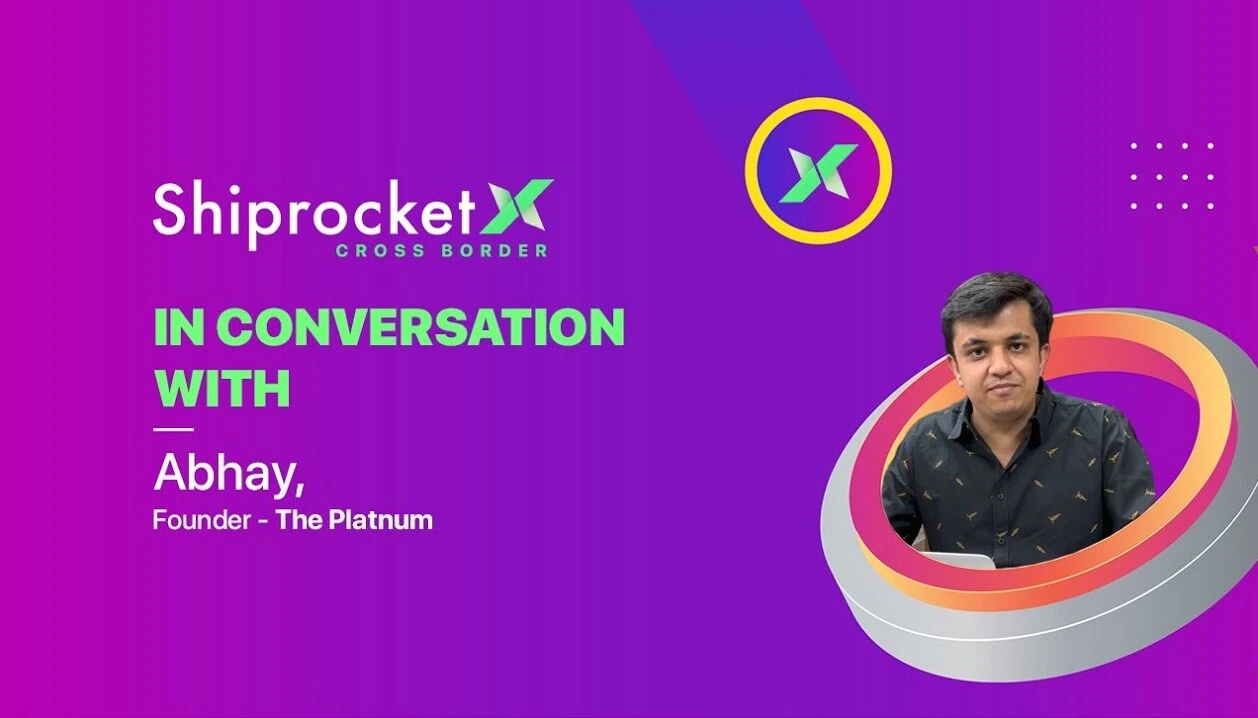 Shiprocket X
CROSS BORDER
IN CONVERSATION
WITH
Abhay,
Founder - The Platnum